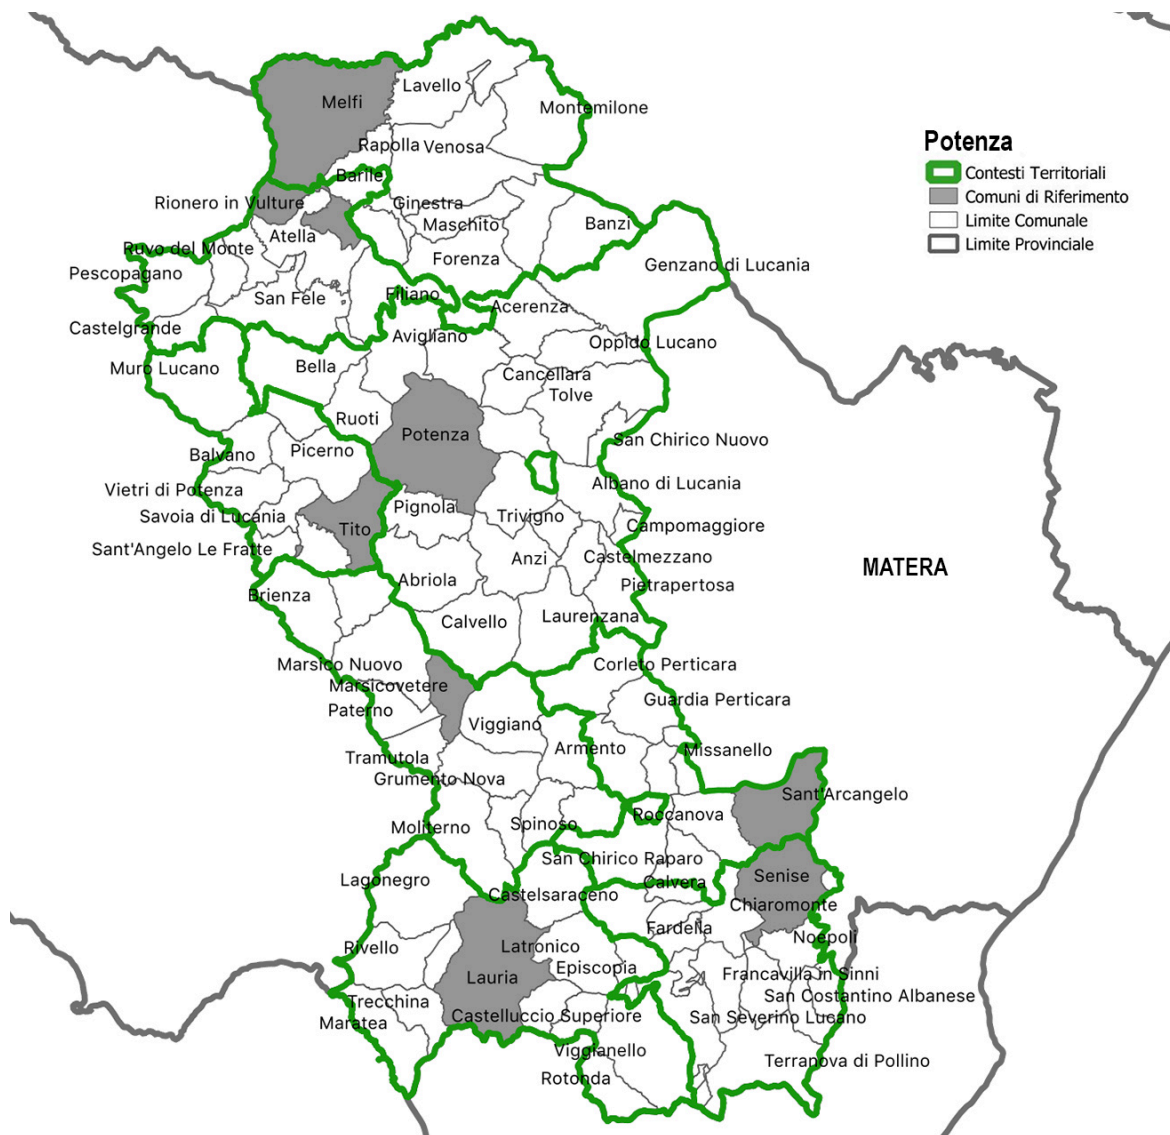 Lavello
Melfi
Montemilone
Potenza
Contesti Territoriali
Comuni di Riferimento
Limite Comunale
Limite Provinciale
Rapolla
Venosa
Barile
Rionero in Vulture
Ginestra
Maschito
Banzi
Atella
Ruvo del Monte
Forenza
Genzano di Lucania
Pescopagano
San Fele
Filiano
Acerenza
Castelgrande
Avigliano
Oppido Lucano
Muro Lucano
Bella
Cancellara
Tolve
Ruoti
Potenza
San Chirico Nuovo
Balvano
Picerno
Albano di Lucania
Vietri di Potenza
Pignola
Trivigno
Savoia di Lucania
Tito
Campomaggiore
Sant'Angelo Le Fratte
Anzi
Castelmezzano
MATERA
Abriola
Pietrapertosa
Brienza
Calvello
Laurenzana
Marsico Nuovo
Corleto Perticara
Marsicovetere
Guardia Perticara
Paterno
Viggiano
Armento
Missanello
Tramutola
Grumento Nova
Sant'Arcangelo
Moliterno
Spinoso
Roccanova
San Chirico Raparo
Lagonegro
Calvera
Senise
Castelsaraceno
Chiaromonte
Fardella
Noepoli
Rivello
Latronico
Episcopia
Francavilla in Sinni
Lauria
San Costantino Albanese
Trecchina
Maratea
Castelluccio Superiore
San Severino Lucano
Viggianello
Terranova di Pollino
Rotonda